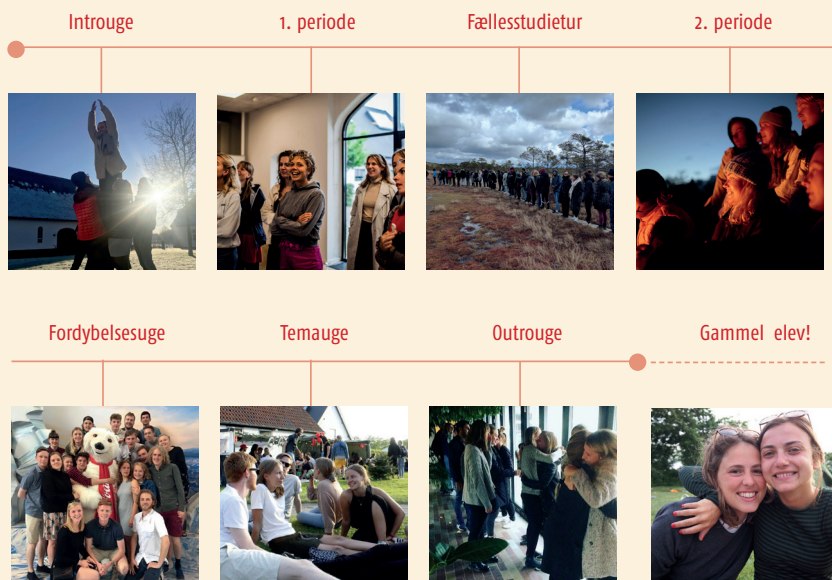 Introuge
1. periode
Fællesstudietur
2. periode
Fordybelsesuge
Temauge
Outrouge
Gammel elev!